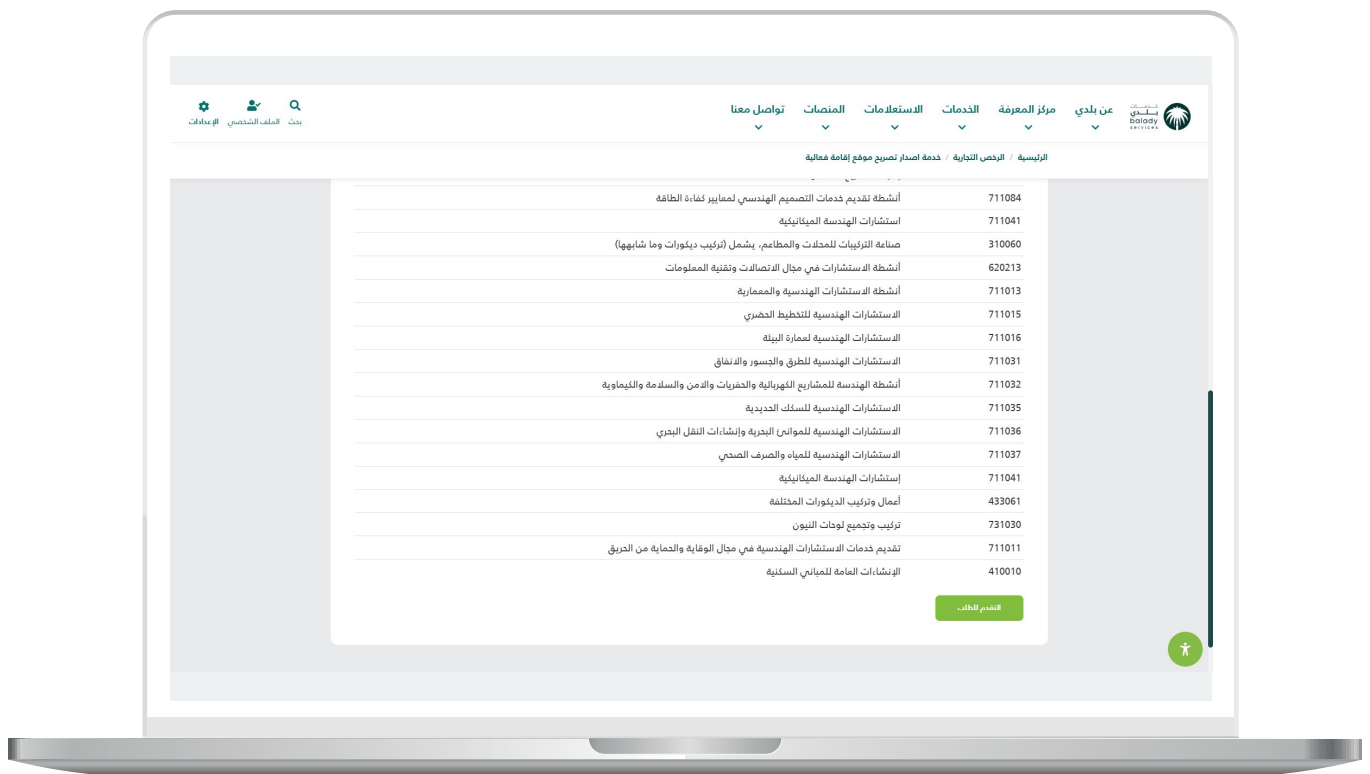 خدمات
بلدي
balady
services
عن بلدي
مركز المعرفة
الخدمات
الاستعلامات
المنصات
تواصل معنا
بحث
الملف الشخصي
الإعدادات
الرئيسية / الرخص التجارية / خدمة اصدار تصريح موقع إقامة فعالية
711084 أنشطة تقديم خدمات التصميم الهندسي لمعايير كفاءة الطاقة
711041 استشارات الهندسة الميكانيكية
310060 صناعة التركيبات للمحلات والمطاعم، يشمل (تركيب ديكورات وما شابهها)
620213 أنشطة الاستشارات في مجال الاتصالات وتقنية المعلومات
711013 أنشطة الاستشارات الهندسية والمعمارية
711015 الاستشارات الهندسية للتخطيط الحضري
711016 الاستشارات الهندسية لعمارة البيئة
711031 الاستشارات الهندسية للطرق والجسور والانفاق
711032 أنشطة الهندسة للمشاريع الكهربائية والحفريات والامن والسلامة والكيماوية
711035 الاستشارات الهندسية للسكك الحديدية
711036 الاستشارات الهندسية للموانئ البحرية وإنشاءات النقل البحري
711037 الاستشارات الهندسية للمياه والصرف الصحي
711041 إستشارات الهندسة الميكانيكية
433061 أعمال وتركيب الديكورات المختلفة
731030 تركيب وتجميع لوحات النيون
711011 تقديم خدمات الاستشارات الهندسية في مجال الوقاية والحماية من الحريق
410010 الإنشاءات العامة للمباني السكنية
التقدم للطلب